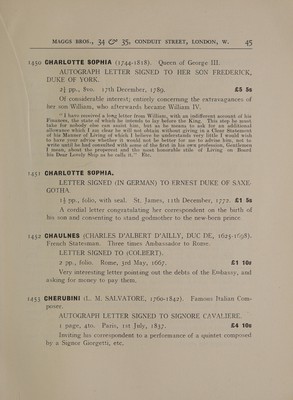 MAGGS BROS., 34 & 35, CONDUIT STREET, LONDON, W. 45
1430 CHARLOTTE SOPHIA (1744-1818). Queen of George III.
AUTOGRAPH LETTER SIGNED TO HER SON FREDERICK,
DUKE OF YORK.
2½ pp., 8vo. 17th December, 1789. £5 5s
Of considerable interest; entirely concerning the extravagances of
her son William, who afterwards became William IV.
"I have received a long letter from William, with an indifferent account of his
Finances, the state of which he intends to lay before the King. This step he must
take for nobody else can assist him, but as he means to ask for an additional
allowance which I am clear he will not obtain without giving in a Clear Statement
of his Manner of Living of which I believe he understands very little I would wish
to have your advice whether it would not be better for me to advise him, not to
write until he had consulted with some of the first in his own profession, Gentlemen
I mean, about the properest and the most honorable stile of Living on Board
his Dear Lovely Ship as he calls it." Etc.
1431 CHARLOTTE SOPHIA.
LETTER SIGNED (IN GERMAN) TO ERNEST DUKE OF SAXE-
GOTHA.
1½ pp., folio, with seal. St. James, 11th December, 1772. £1 5s
A cordial letter congratulating her correspondent on the birth of
his son and consenting to stand godmother to the new-born prince.
1432 CHAULNES (CHARLES D'ALBERT D'AILLY, DUC DE, 1625-1698).
French Statesman. Three times Ambassador to Rome.
LETTER SIGNED TO (COLBERT).
2 pp., folio. Rome, 3rd May, 1667. £1 10s
Very interesting letter pointing out the debts of the Embassy, and
asking for money to pay them.
1433 CHERUBINI (L. M. SALVATORE, 1760-1842). Famous Italian Com-
poser.
AUTOGRAPH LETTER SIGNED TO SIGNORE CAVALIERE.
1 page, 4to. Paris, 1st July, 1837. £4 10s
Inviting his correspondent to a performance of a quintet composed
by a Signor Giorgetti, etc.